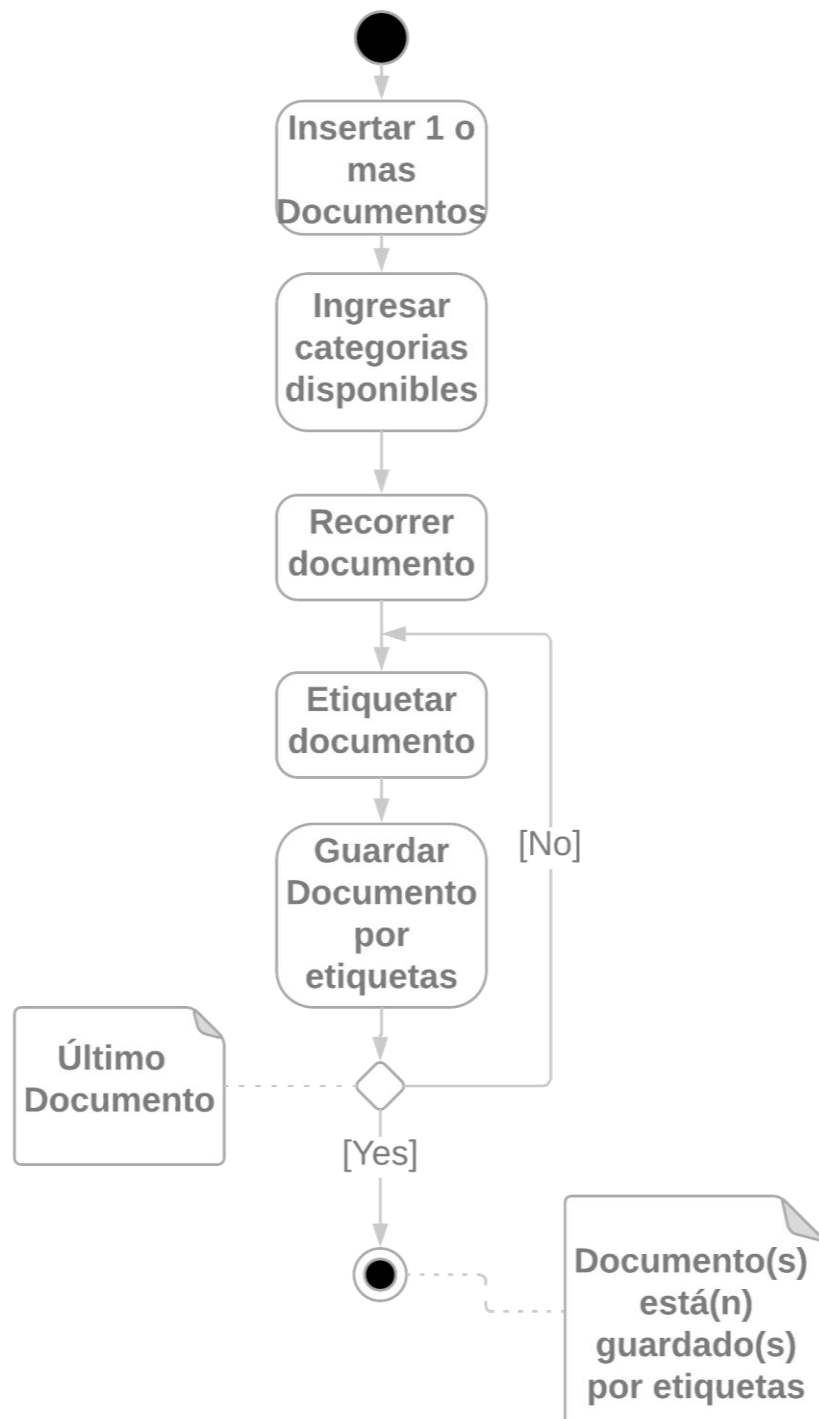 Insertar 1 o
mas
Documentos
Ingresar
categorias
disponibles
Recorrer
documento
Etiquetar
documento
Guardar
Documento
por
etiquetas
[No]
Último
Documento
[Yes]
Documento(s)
está(n)
guardado(s)
por etiquetas